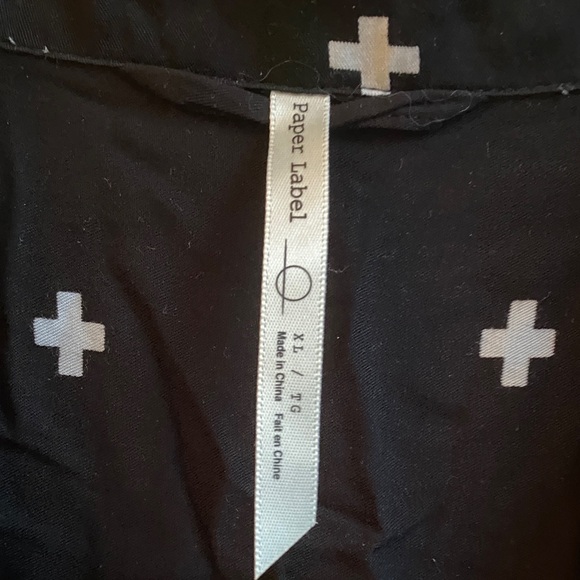 Paper Label
XL / TG
Made in China Fait en Chine